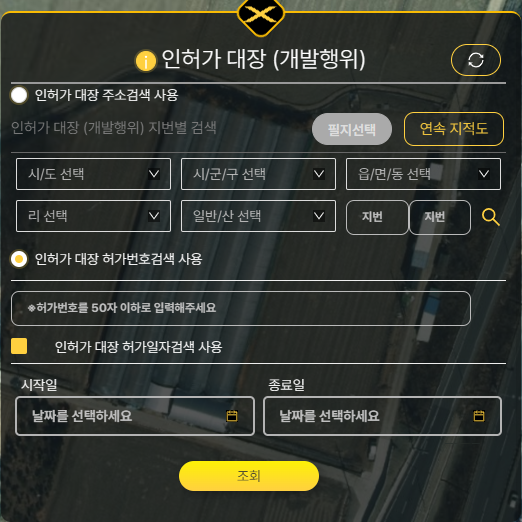 인허가 대장 (개발행위)
인허가 대장 주소검색 사용
인허가 대장 (개발행위) 지번별 검색 필지선택 연속 지적도
시/도 선택 시/군/구 선택 읍/면/동 선택
리 선택 일반/산 선택 지번 지번
인허가 대장 허가번호검색 사용
※허가번호를 50자 이하로 입력해주세요
인허가 대장 허가일자검색 사용
시작일 종료일
날짜를 선택하세요 날짜를 선택하세요
조회